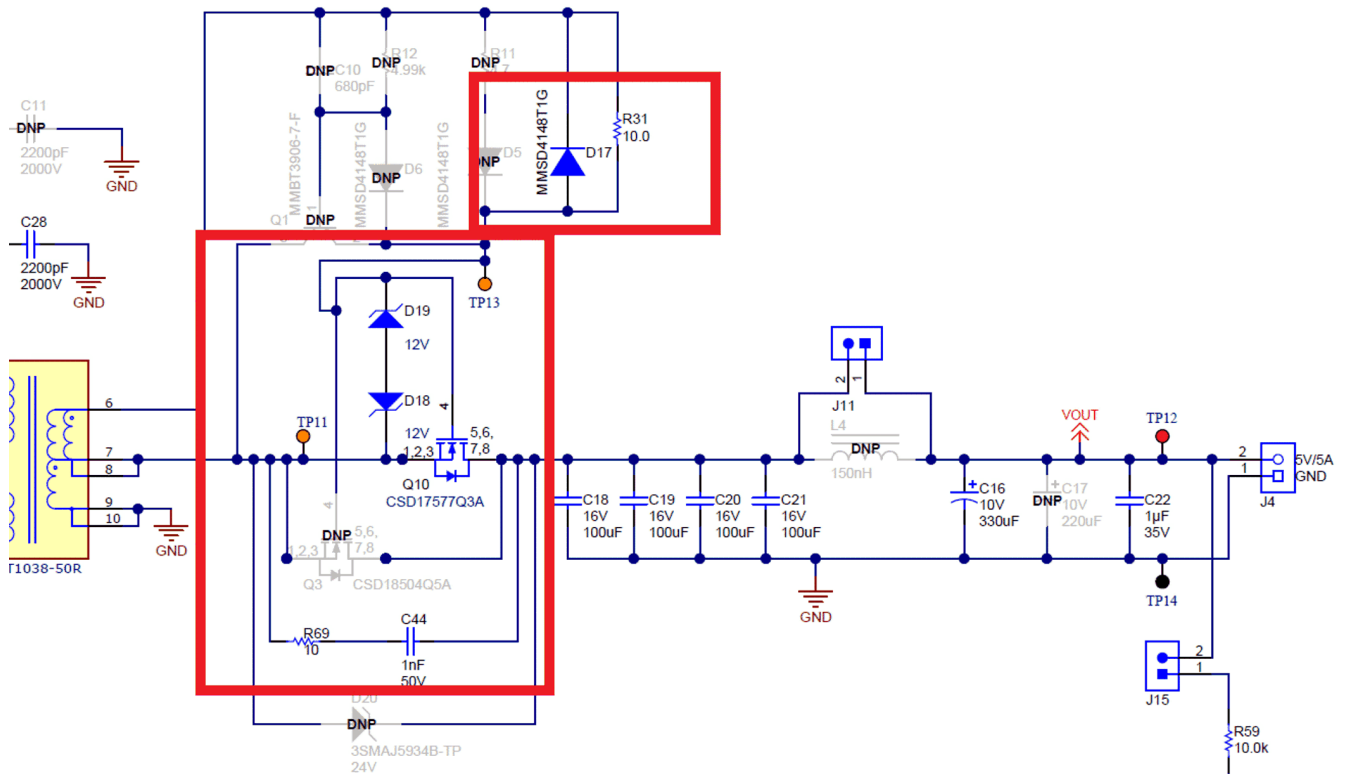 C11
DNP
2200pF
2000V
GND
C28
2200pF
2000V
GND
DNP
C10
680pF
R12
DNP
4.99k
R11
DNP
4.7
MMBT3906-7-F
MMSD4148T1G
MMSD4148T1G
MMSD4148T1G
Q1
1
DNP
3
2
DNP
D6
DNP
D5
D17
R31
10.0
TP13
D19
12V
D18
12V
4
5,6,
7,8
1,2,3
Q10
CSD17577Q3A
TP11
4
DNP
5,6,
7,8
1,2,3
Q3
CSD18504Q5A
R69
10
C44
1nF
50V
D20
DNP
3SMAJ5934B-TP
24V
6
7
8
9
10
GND
T1038-50R
C18
16V
100uF
C19
16V
100uF
C20
16V
100uF
C21
16V
100uF
GND
2
1
J11
L4
DNP
150nH
VOUT
TP12
C16
10V
330uF
C17
DNP
10V
220uF
C22
1µF
35V
TP14
2
1
5V/5A
GND
J4
2
1
J15
R59
10.0k